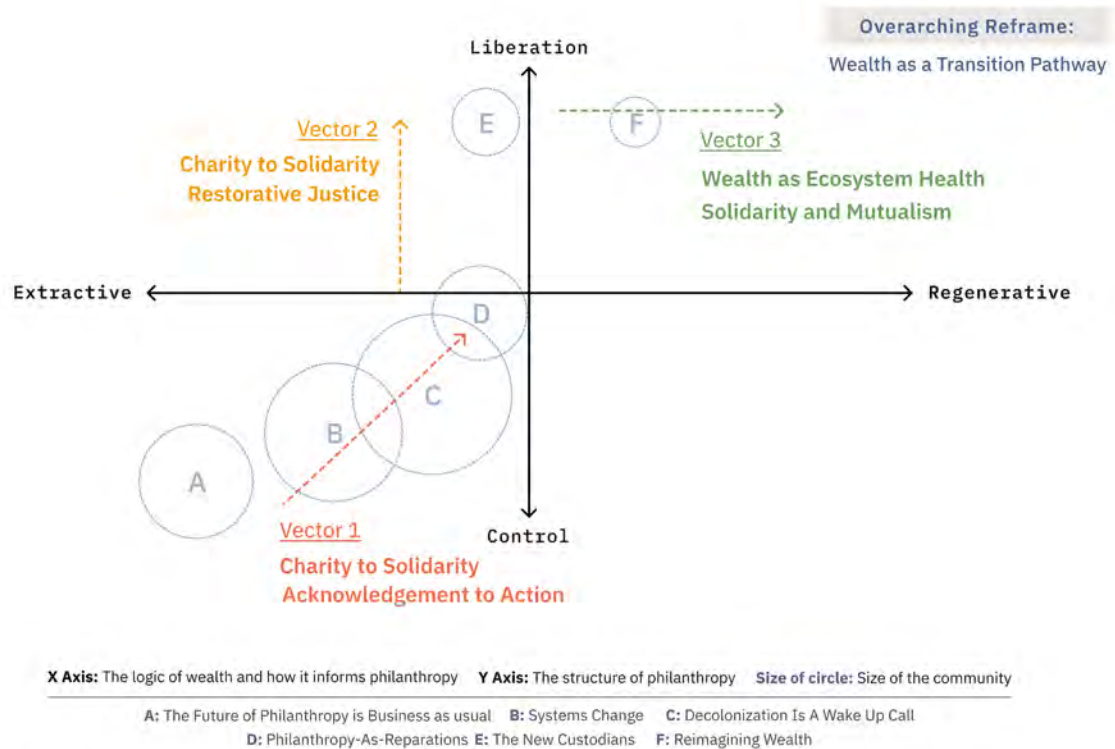 Overarching Reframe:
Wealth as a Transition Pathway
Liberation
E
F
Vector 2
Charity to Solidarity
Restorative Justice
Vector 3
Wealth as Ecosystem Health
Solidarity and Mutualism
Extractive
Regenerative
D
C
B
A
Vector 1
Charity to Solidarity
Acknowledgement to Action
Control
X Axis: The logic of wealth and how it informs philanthropy Y Axis: The structure of philanthropy Size of circle: Size of the community
A: The Future of Philanthropy is Business as usual B: Systems Change C: Decolonization Is A Wake Up Call
D: Philanthropy-As-Reparations E: The New Custodians F: Reimagining Wealth